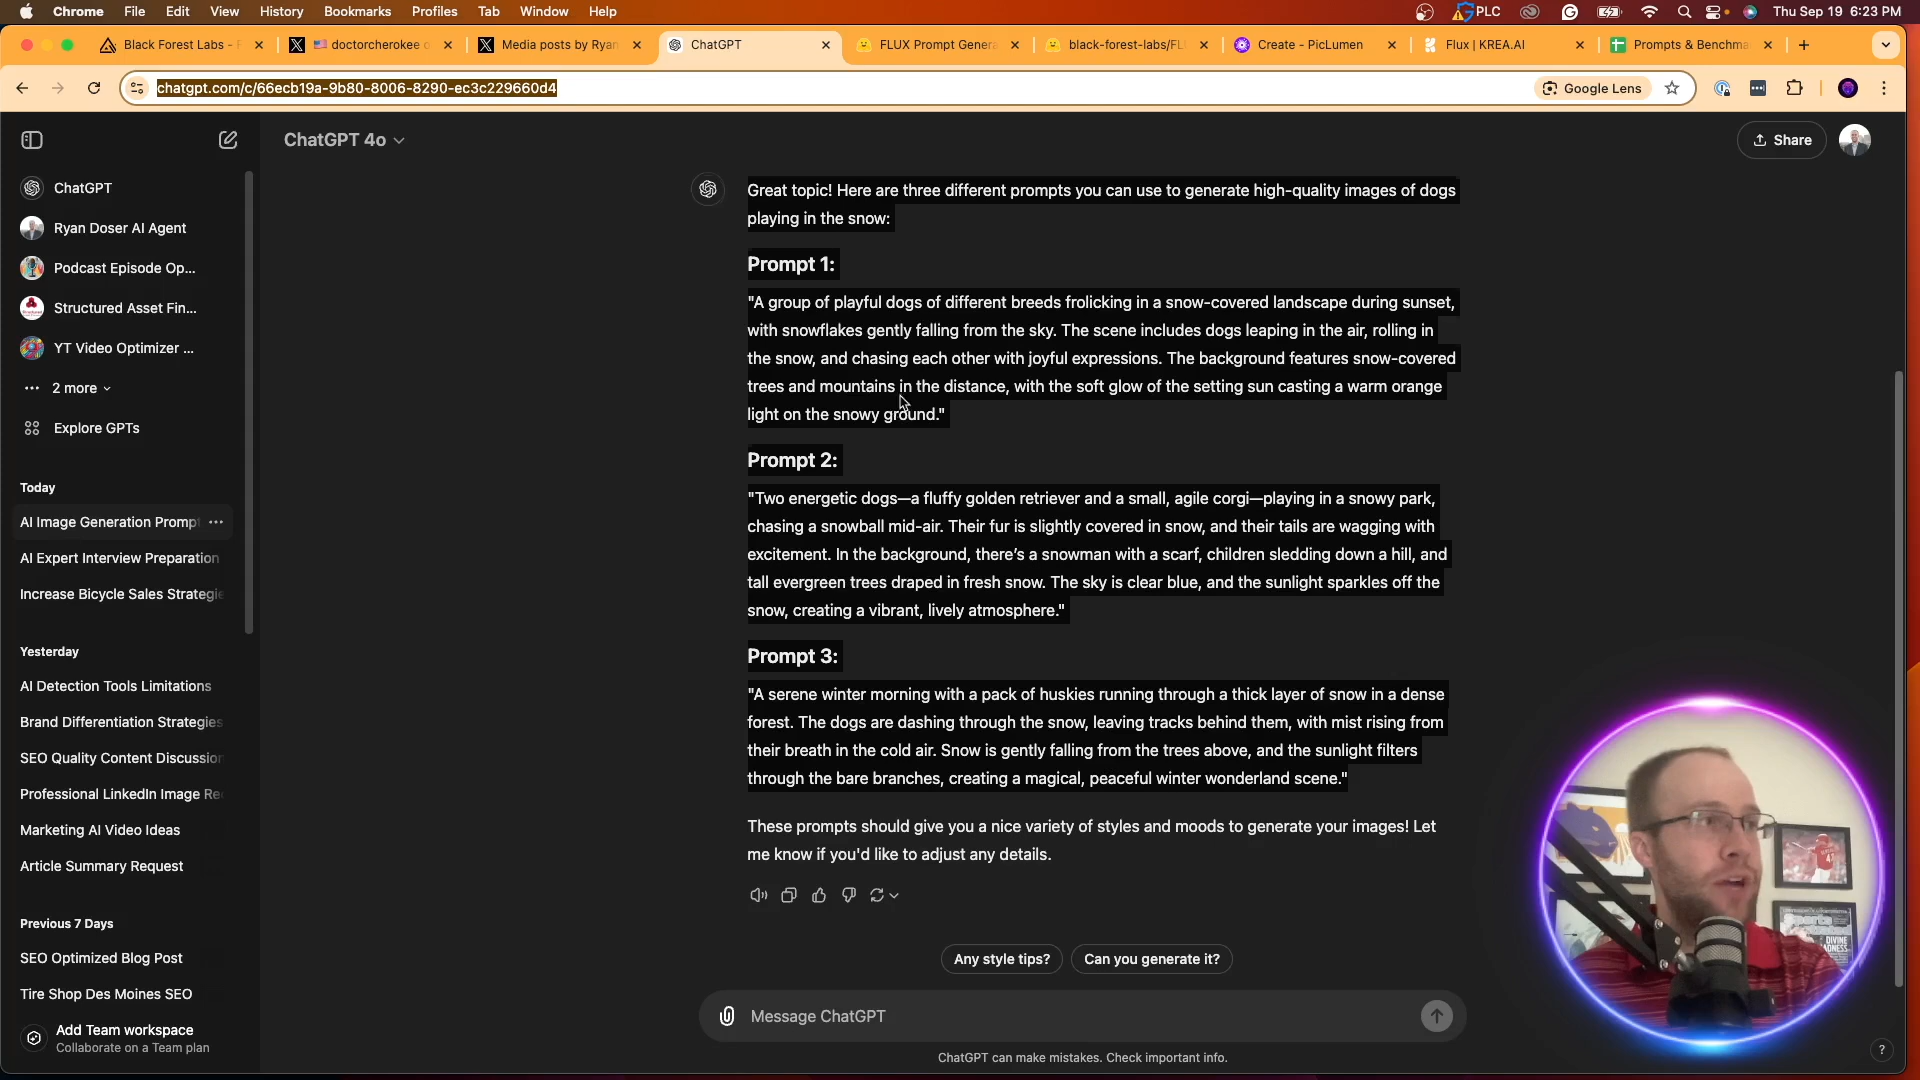 Chrome File Edit View History Bookmarks Profiles Tab Window Help PLC Thu Sep 19 6:23 PM
Black Forest Labs - F doctorcherokee o Media posts by Ryan ChatGPT FLUX Prompt Genera black-forest-labs/FL Create - PicLumen Flux | KREA.AI Prompts & Benchma
chatgpt.com/c/66ecb19a-9b80-8006-8290-ec3c229660d4 Google Lens
ChatGPT 4o Share
ChatGPT
Ryan Doser AI Agent
Podcast Episode Op...
Structured Asset Fin...
YT Video Optimizer ...
2 more
Explore GPTs
Today
AI Image Generation Prompt
AI Expert Interview Preparation
Increase Bicycle Sales Strategie
Yesterday
AI Detection Tools Limitations
Brand Differentiation Strategies
SEO Quality Content Discussion
Professional LinkedIn Image Re
Marketing AI Video Ideas
Article Summary Request
Previous 7 Days
SEO Optimized Blog Post
Tire Shop Des Moines SEO
Add Team workspace
Collaborate on a Team plan
Great topic! Here are three different prompts you can use to generate high-quality images of dogs
playing in the snow:
Prompt 1:
"A group of playful dogs of different breeds frolicking in a snow-covered landscape during sunset,
with snowflakes gently falling from the sky. The scene includes dogs leaping in the air, rolling in
the snow, and chasing each other with joyful expressions. The background features snow-covered
trees and mountains in the distance, with the soft glow of the setting sun casting a warm orange
light on the snowy ground."
Prompt 2:
"Two energetic dogs—a fluffy golden retriever and a small, agile corgi—playing in a snowy park,
chasing a snowball mid-air. Their fur is slightly covered in snow, and their tails are wagging with
excitement. In the background, there's a snowman with a scarf, children sledding down a hill, and
tall evergreen trees draped in fresh snow. The sky is clear blue, and the sunlight sparkles off the
snow, creating a vibrant, lively atmosphere."
Prompt 3:
"A serene winter morning with a pack of huskies running through a thick layer of snow in a dense
forest. The dogs are dashing through the snow, leaving tracks behind them, with mist rising from
their breath in the cold air. Snow is gently falling from the trees above, and the sunlight filters
through the bare branches, creating a magical, peaceful winter wonderland scene."
These prompts should give you a nice variety of styles and moods to generate your images! Let
me know if you'd like to adjust any details.
Any style tips? Can you generate it?
Message ChatGPT
ChatGPT can make mistakes. Check important info.
?
Sports
DIVINE
MADNESS